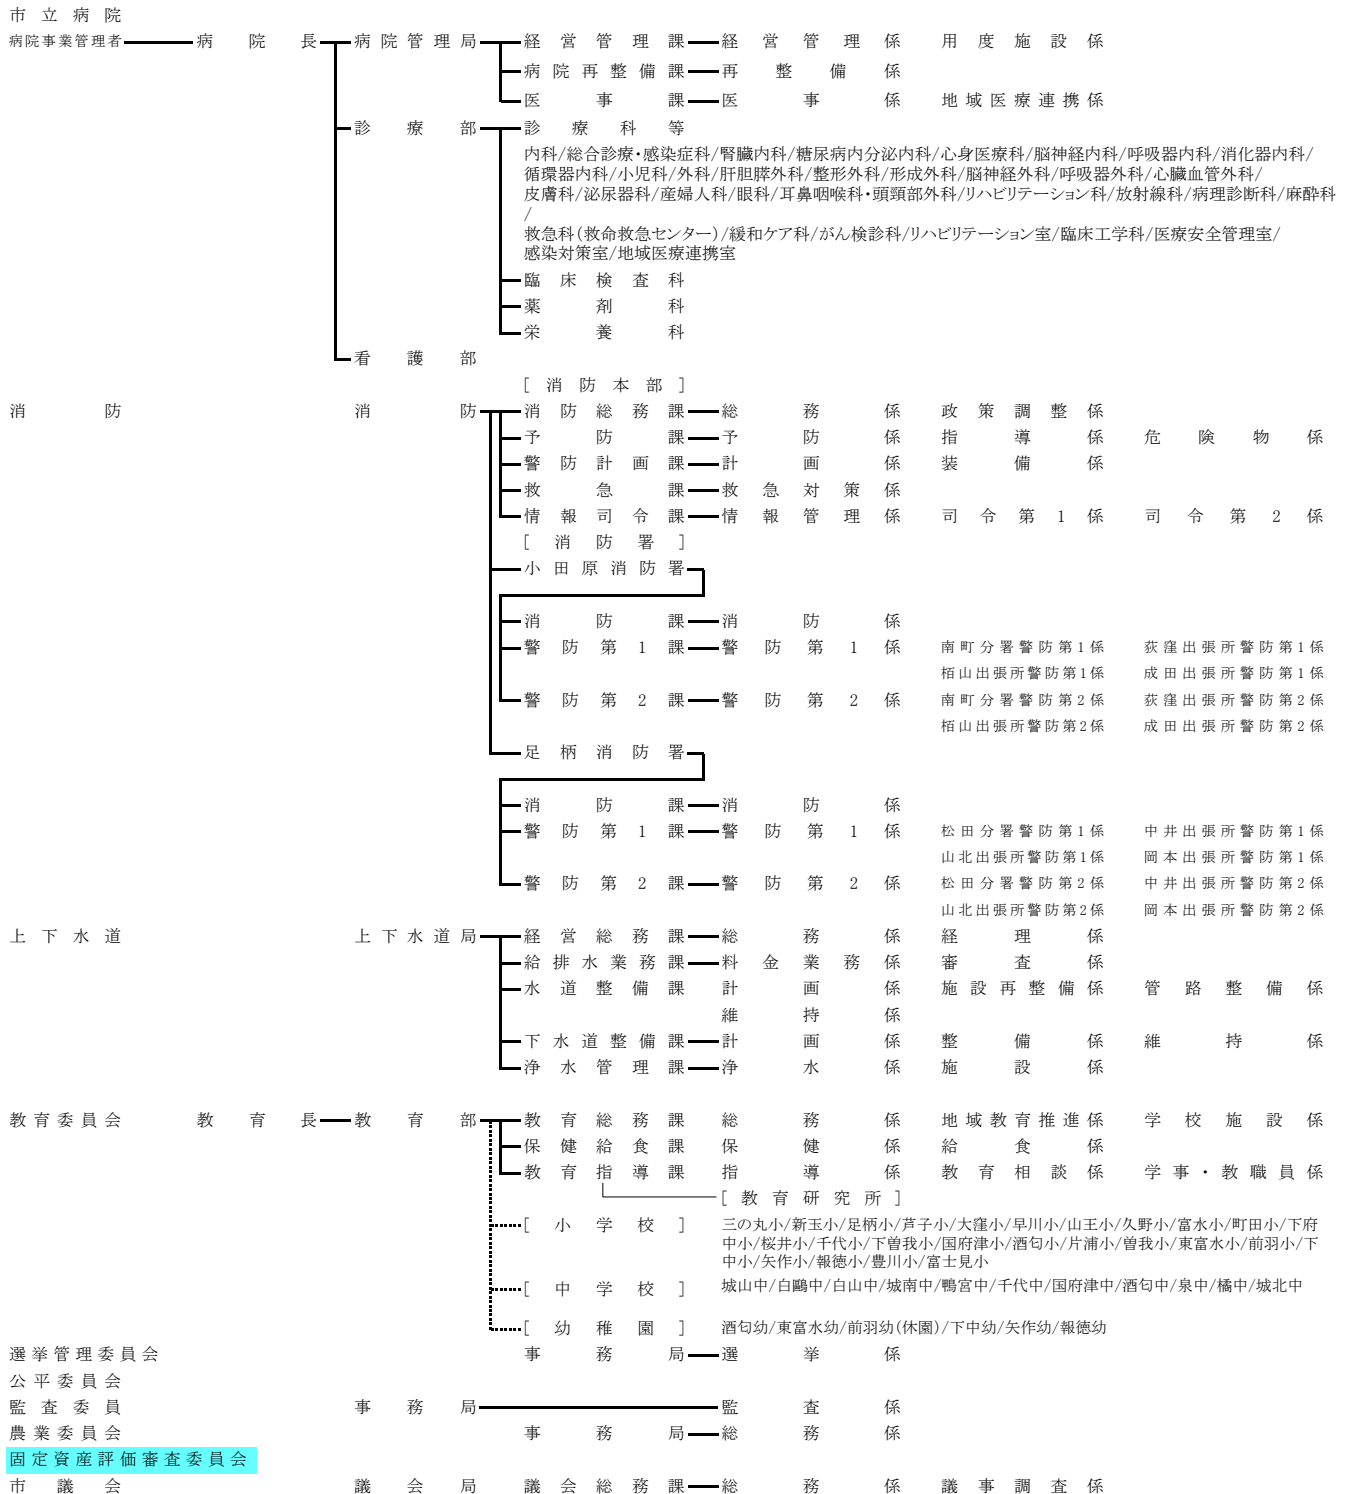 市立病院
病院事業管理者 病院長 病院管理局 経営管理課 経営管理係 用度施設係
病院再整備課 再整備係
医事課 医事係 地域医療連携係
診療部 診療科等
内科/総合診療・感染症科/腎臓内科/糖尿病内分泌内科/心身医療科/脳神経内科/呼吸器内科/消化器内科/
循環器内科/小児科/外科/肝胆膵外科/整形外科/形成外科/脳神経外科/呼吸器外科/心臓血管外科/
皮膚科/泌尿器科/産婦人科/眼科/耳鼻咽喉科・頭頸部外科/リハビリテーション科/放射線科/病理診断科/麻酔科
/
救急科(救命救急センター)/緩和ケア科/がん検診科/リハビリテーション室/臨床工学科/医療安全管理室/
感染対策室/地域医療連携室
臨床検査科
薬剤科
栄養科
看護部
[消防本部]
消防 消防 消防総務課 総務係 政策調整係
予防課 予防係 指導係 危険物係
警防計画課 計画係 装備係
救急課 救急対策係
情報司令課 情報管理係 司令第1係 司令第2係
[消防署]
小田原消防署
消防課 消防係
警防第1課 警防第1係 南町分署警防第1係 荻窪出張所警防第1係
栢山出張所警防第1係 成田出張所警防第1係
警防第2課 警防第2係 南町分署警防第2係 荻窪出張所警防第2係
栢山出張所警防第2係 成田出張所警防第2係
足柄消防署
消防課 消防係
警防第1課 警防第1係 松田分署警防第1係 中井出張所警防第1係
山北出張所警防第1係 岡本出張所警防第1係
警防第2課 警防第2係 松田分署警防第2係 中井出張所警防第2係
山北出張所警防第2係 岡本出張所警防第2係
上下水道 上下水道局 経営総務課 総務係 経理係
給排水業務課 料金業務係 審査係
水道整備課 計画係 施設再整備係 管路整備係
維持係
下水道整備課 計画係 整備係 維持係
浄水管理課 浄水係 施設係
教育委員会 教育長 教育部 教育総務課 総務係 地域教育推進係 学校施設係
保健給食課 保健係 給食係
教育指導課 指導係 教育相談係 学事・教職員係
[教育研究所]
[小学校] 三の丸小/新玉小/足柄小/芦子小/大窪小/早川小/山王小/久野小/富水小/町田小/下府
中小/桜井小/千代小/下曽我小/国府津小/酒匂小/片浦小/曽我小/東富水小/前羽小/下
中小/矢作小/報徳小/豊川小/富士見小
[中学校] 城山中/白鷗中/白山中/城南中/鴨宮中/千代中/国府津中/酒匂中/泉中/橘中/城北中
[幼稚園] 酒匂幼/東富水幼/前羽幼(休園)/下中幼/矢作幼/報徳幼
選挙管理委員会 事務局 選挙係
公平委員会
監査委員 事務局 監査係
農業委員会 事務局 総務係
固定資産評価審査委員会
市議会 議会局 議会総務課 総務係 議事調査係